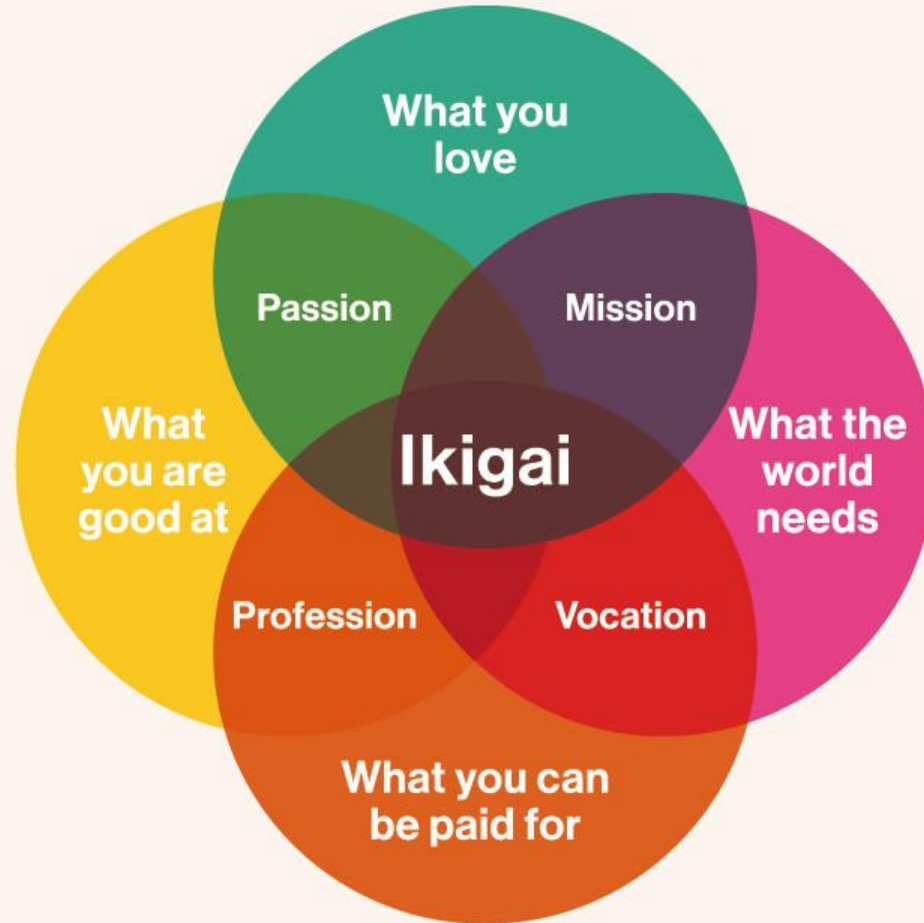 What you
love
Passion
Mission
What
you are
good at
Ikigai
What the
world
needs
Profession
Vocation
What you can
be paid for